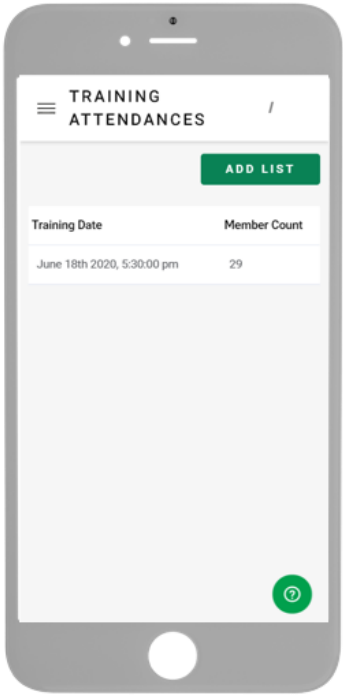 TRAINING
ATTENDANCES
/
ADD LIST
Training Date Member Count
June 18th 2020, 5:30:00 pm 29
?